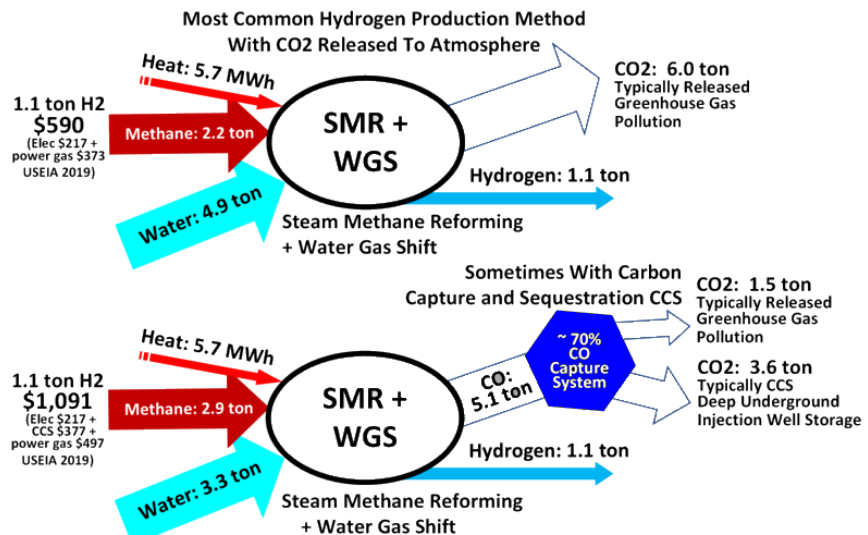 Most Common Hydrogen Production Method
With CO2 Released To Atmosphere
Heat: 5.7 MWh
1.1 ton H2
$590
(Elec $217 +
power gas $373
USEIA 2019)
Methane: 2.2 ton
Water: 4.9 ton
SMR +
WGS
CO2: 6.0 ton
Typically Released
Greenhouse Gas
Pollution
Hydrogen: 1.1 ton
Steam Methane Reforming
+ Water Gas Shift
Sometimes With Carbon
Capture and Sequestration CCS
Heat: 5.7 MWh
1.1 ton H2
$1,091
(Elec $217 +
CCS $377 +
power gas $497
USEIA 2019)
Methane: 2.9 ton
Water: 3.3 ton
SMR +
WGS
CO:
5.1 ton
~ 70%
CO
Capture
System
CO2: 1.5 ton
Typically Released
Greenhouse Gas
Pollution
CO2: 3.6 ton
Typically CCS
Deep Underground
Injection Well Storage
Hydrogen: 1.1 ton
Steam Methane Reforming
+ Water Gas Shift